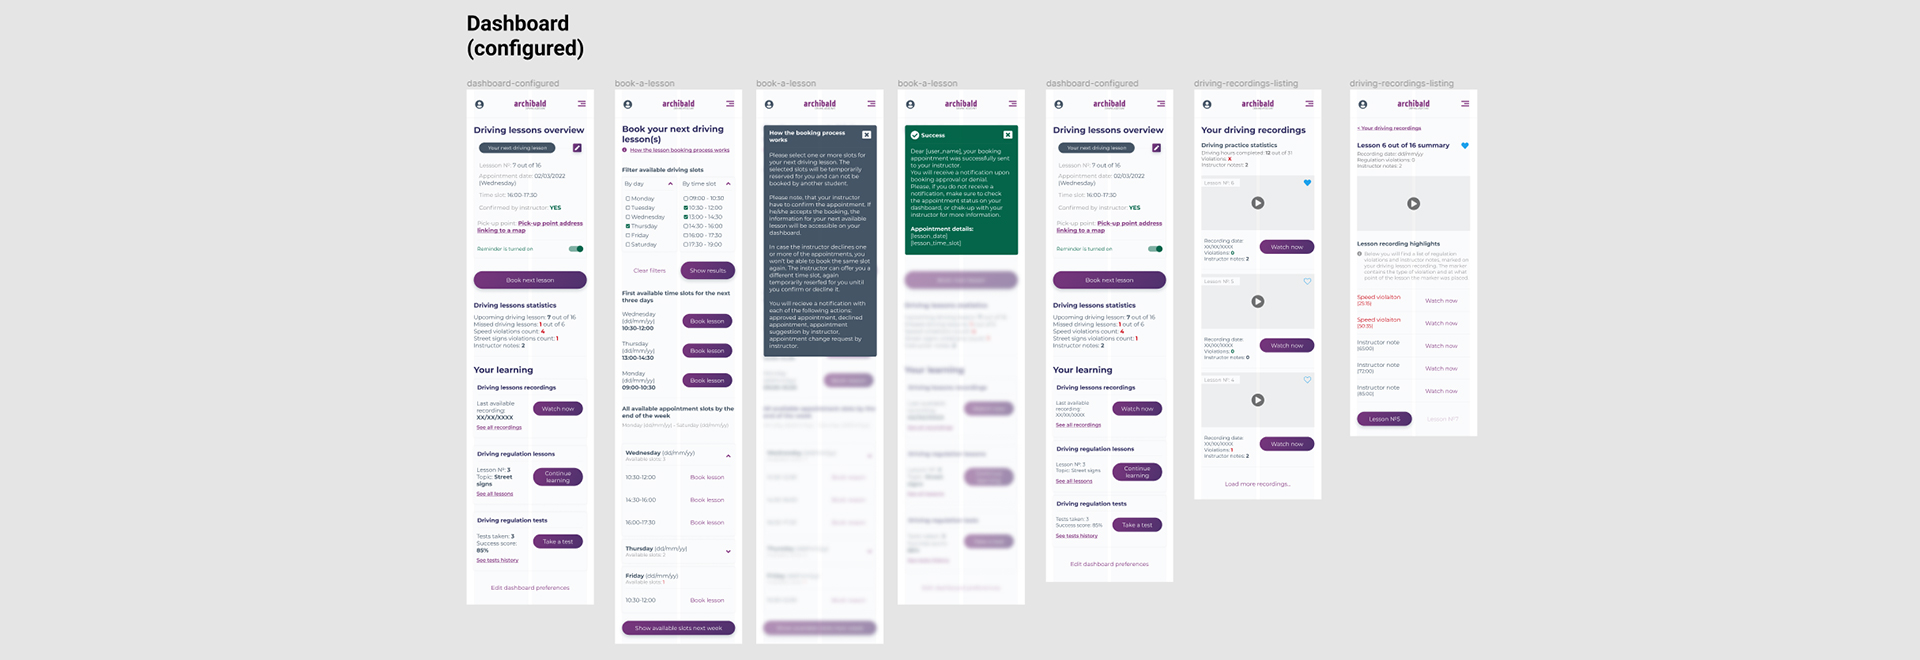 Dashboard
(configured)
dashboard-configured
archibald
Driving lessons overview
Your next driving lesson
Lesson Nº: 7 out of 16
Appointment date: 02/03/2022
(Wednesday)
Time slot: 16:00-17:30
Confirmed by instructor: YES
Pick-up point: Pick-up point address
linking to a map
Reminder is turned on
Book next lesson
Driving lessons statistics
Upcoming driving lesson: 7 out of 16
Missed driving lessons: 1 out of 6
Speed violations count: 4
Street signs violations count: 1
Instructor notes: 2
Your learning
Driving lessons recordings
Last available
recording:
XX/XX/XXXX
Watch now
See all recordings
Driving regulation lessons
Lesson Nº: 3
Topic: Street
signs
Continue
learning
See all lessons
Driving regulation tests
Tests taken: 3
Success score:
85%
Take a test
See tests history
Edit dashboard preferences
book-a-lesson
archibald
Book your next driving
lesson(s)
How the lesson booking process works
Filter available driving slots
By day
By time slot
Monday
09:00 - 10:30
Tuesday
10:30 - 12:00
Wednesday
13:00 - 14:30
Thursday
14:30 - 16:00
Friday
16:00 - 17:30
Saturday
17:30 - 19:00
Clear filters
Show results
First available time slots for the next
three days
Wednesday
(dd/mm/yy)
10:30-12:00
Book lesson
Thursday
(dd/mm/yy)
13:00-14:30
Book lesson
Monday
(dd/mm/yy)
09:00-10:30
Book lesson
All available appointment slots by the
end of the week
Monday (dd/mm/yy) - Saturday (dd/mm/yy)
Wednesday (dd/mm/yy)
Available slots: 3
10:30-12:00
Book lesson
14:30-16:00
Book lesson
16:00-17:30
Book lesson
Thursday (dd/mm/yy)
Available slots: 2
Friday (dd/mm/yy)
Available slots: 1
10:30-12:00
Book lesson
Show available slots next week
book-a-lesson
archibald
How the booking process
works
Please select one or more slots for
your next driving lesson. The
selected slots will be temporarily
reserved for you and can not be
booked by another student.
Please note, that your Instructor
have to confirm the appointment. If
he/she accepts the booking, the
information for your next available
lesson will be accessible on your
dashboard.
In case the instructor declines one
or more of the appointments, you
won't be able to book the same slot
again. The instructor can offer you a
different time slot, again
temporarily reserfed for you unitil
you confirm or decline it.
You will recieve a notification with
each of the following actions:
approved appointment, declined
appoinment, appointment
suggestion by instructor,
appointment change request by
instructor.
book-a-lesson
archibald
Success
Dear [user_name], your booking
appointment was successfully sent
to your instructor.
You will receive a notification upon
booking approval or denial.
Please, if you do not receive a
notification, make sure to check
the appointment status on your
dashboard, or chek-up with your
instructor for more information.
Appointment details:
[lesson_date]
[lesson_time_slot]
dashboard-configured
archibald
Driving lessons overview
Your next driving lesson
Lesson Nº: 7 out of 16
Appointment date: 02/03/2022
(Wednesday)
Time slot: 16:00-17:30
Confirmed by instructor: YES
Pick-up point: Pick-up point address
linking to a map
Reminder is turned on
Book next lesson
Driving lessons statistics
Upcoming driving lesson: 7 out of 16
Missed driving lessons: 1 out of 6
Speed violations count: 4
Street signs violations count: 1
Instructor notes: 2
Your learning
Driving lessons recordings
Last available
recording:
XX/XX/XXXX
Watch now
See all recordings
Driving regulation lessons
Lesson Nº: 3
Topic: Street signs
Continue
learning
See all lessons
Driving regulation tests
Tests taken: 3
Success score: 85%
Take a test
See tests history
Edit dashboard preferences
driving-recordings-listing
archibald
Your driving recordings
Driving practice statistics
Driving hours completed: 12 out of 31
Violations: X
Instructor notes: 2
Lesson Nº: 6
Recording date:
XX/XX/XXXX
Violations: 0
Instructor notes: 2
Watch now
Lesson Nº: 5
Recording date:
XX/XX/XXXX
Violations: 0
Instructor notes: 0
Watch now
Lesson Nº: 4
Recording date:
XX/XX/XXXX
Violations: 1
Instructor notes: 2
Watch now
Load more recordings...
driving-recordings-listing
archibald
< Your driving recordings
Lesson 6 out of 16 summary
Recording date: dd/mm/yy
Regulation violations: 0
Instructor notes: 2
Lesson recording highlights
Below you will find a list of regulation
violations and instructor notes, marked on
your driving lesson recording. The marker
contains the type of violation and at what
point of the lesson the marker was placed
Speed violaiton
(25:16)
Watch now
Speed violaiton
(50:35)
Watch now
Instructor note
(65:00)
Watch now
Instructor note
(72:00)
Watch now
Instructor note
(85:00)
Watch now
Lesson Nº5
Lesson Nº7